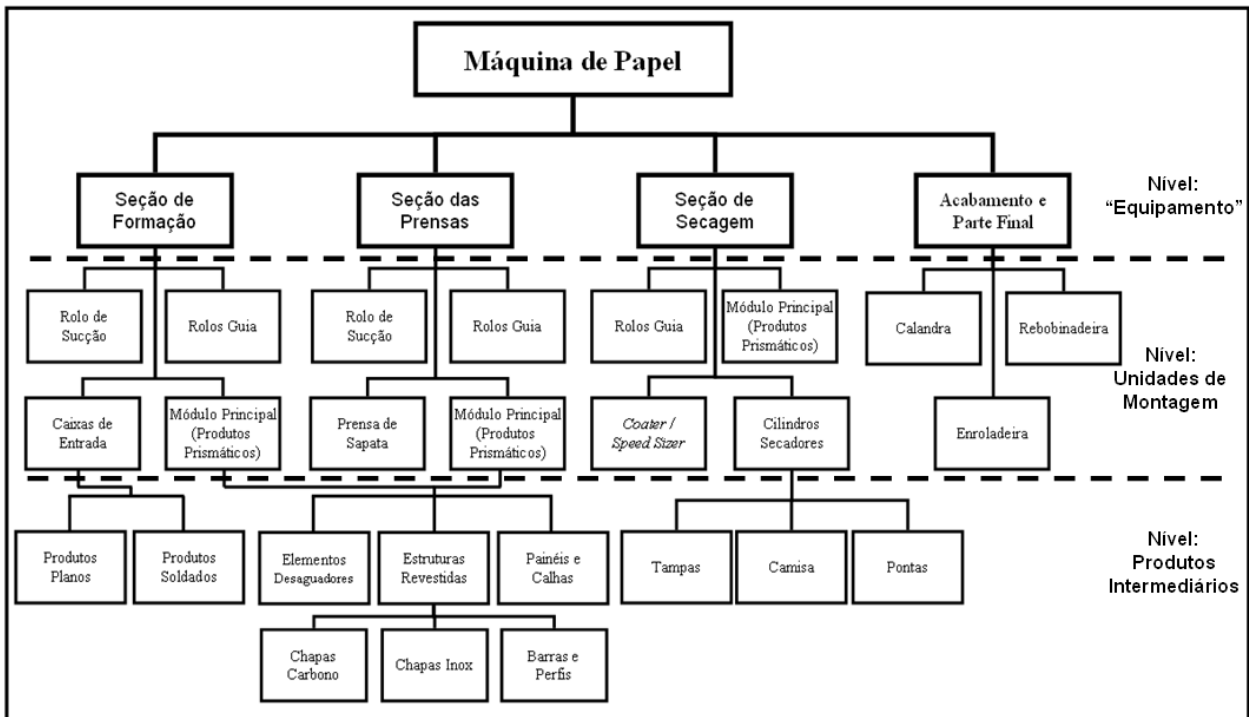 Máquina de Papel
Seção de
Formação
Seção das
Prensas
Seção de
Secagem
Acabamento e
Parte Final
Nível:
“Equipamento”
Rolo de
Sucção
Rolos Guia
Rolo de
Sucção
Rolos Guia
Rolos Guia
Módulo Principal
(Produtos
Prismáticos)
Calandra
Rebobinadeira
Nível:
Unidades de
Montagem
Caixas de
Entrada
Módulo Principal
(Produtos
Prismáticos)
Prensa de
Sapata
Módulo Principal
(Produtos
Prismáticos)
Coater /
Speed Sizer
Cilindros
Secadores
Enroladeira
Produtos
Planos
Produtos
Soldados
Elementos
Desaguadores
Estruturas
Revestidas
Painéis e
Calhas
Tampas
Camisa
Pontas
Nível:
Produtos
Intermediários
Chapas
Carbono
Chapas Inox
Barras e
Perfis